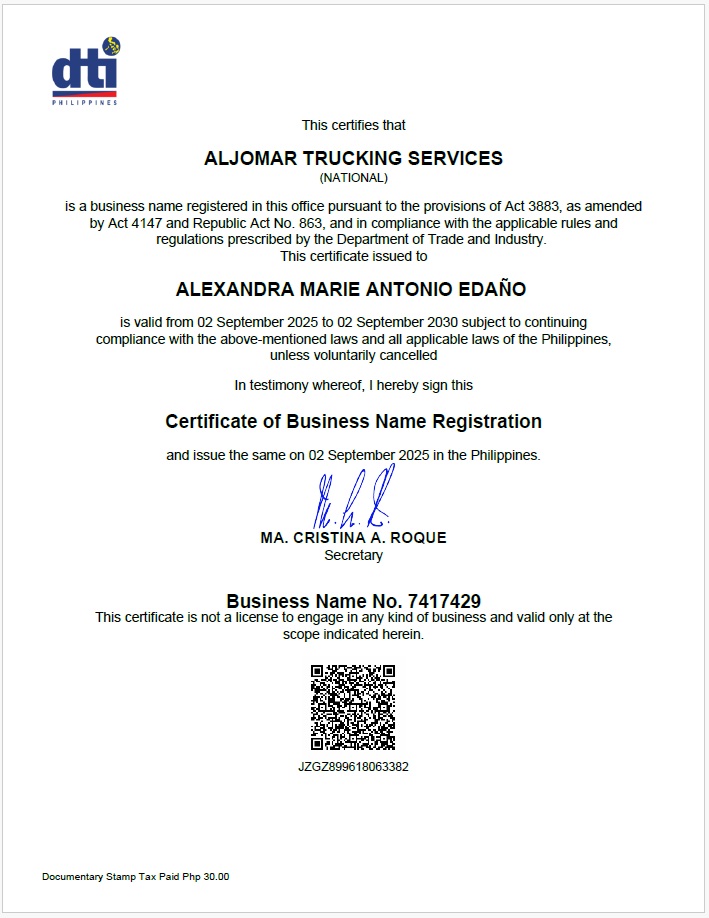 dti
PHILIPPINES
This certifies that
ALJOMAR TRUCKING SERVICES
(NATIONAL)
is a business name registered in this office pursuant to the provisions of Act 3883, as amended
by Act 4147 and Republic Act No. 863, and in compliance with the applicable rules and
regulations prescribed by the Department of Trade and Industry.
This certificate issued to
ALEXANDRA MARIE ANTONIO EDAÑO
is valid from 02 September 2025 to 02 September 2030 subject to continuing
compliance with the above-mentioned laws and all applicable laws of the Philippines,
unless voluntarily cancelled
In testimony whereof, I hereby sign this
Certificate of Business Name Registration
and issue the same on 02 September 2025 in the Philippines.
MA. CRISTINA A. ROQUE
Secretary
Business Name No. 7417429
This certificate is not a license to engage in any kind of business and valid only at the
scope indicated herein.
JZGZ899618063382
Documentary Stamp Tax Paid Php 30.00